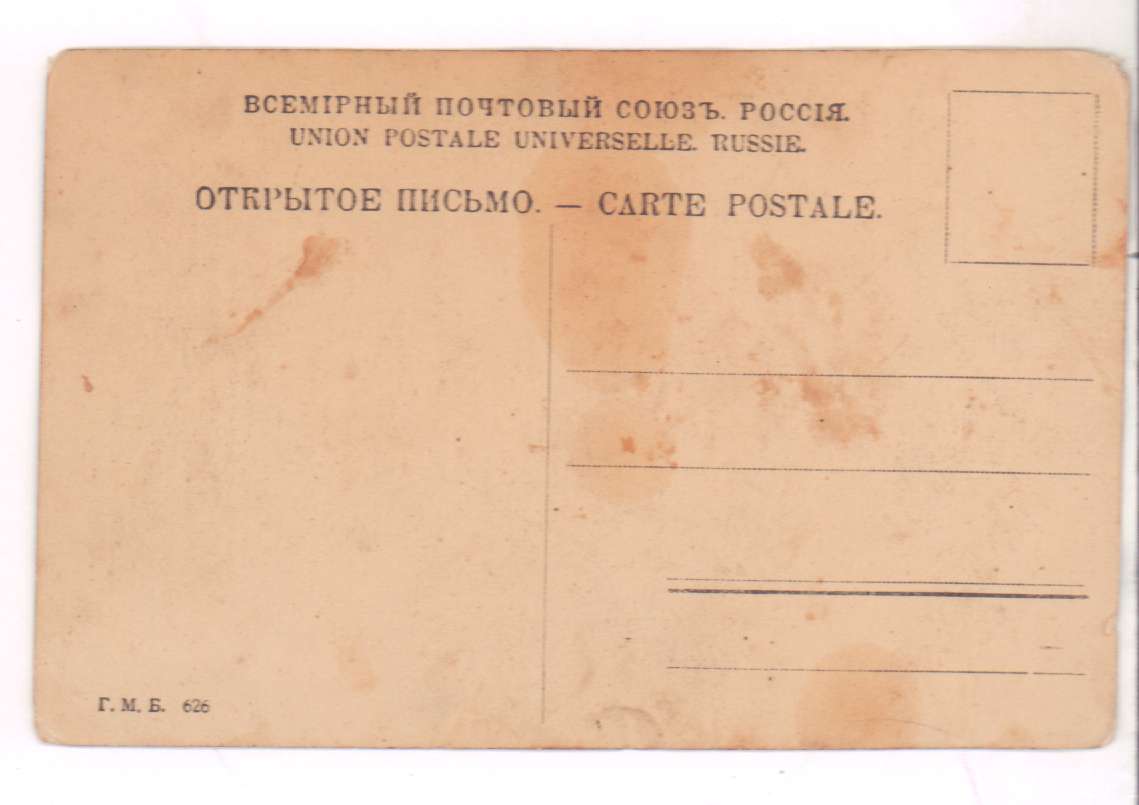 ВСЕМІРНЫЙ ПОЧТОВЫЙ СОЮЗЪ. РОССІЯ.
UNION POSTALE UNIVERSELLE. RUSSIE.
ОТКРЫТОЕ ПИСЬМО. — CARTE POSTALE.
Г. М. Б. 626